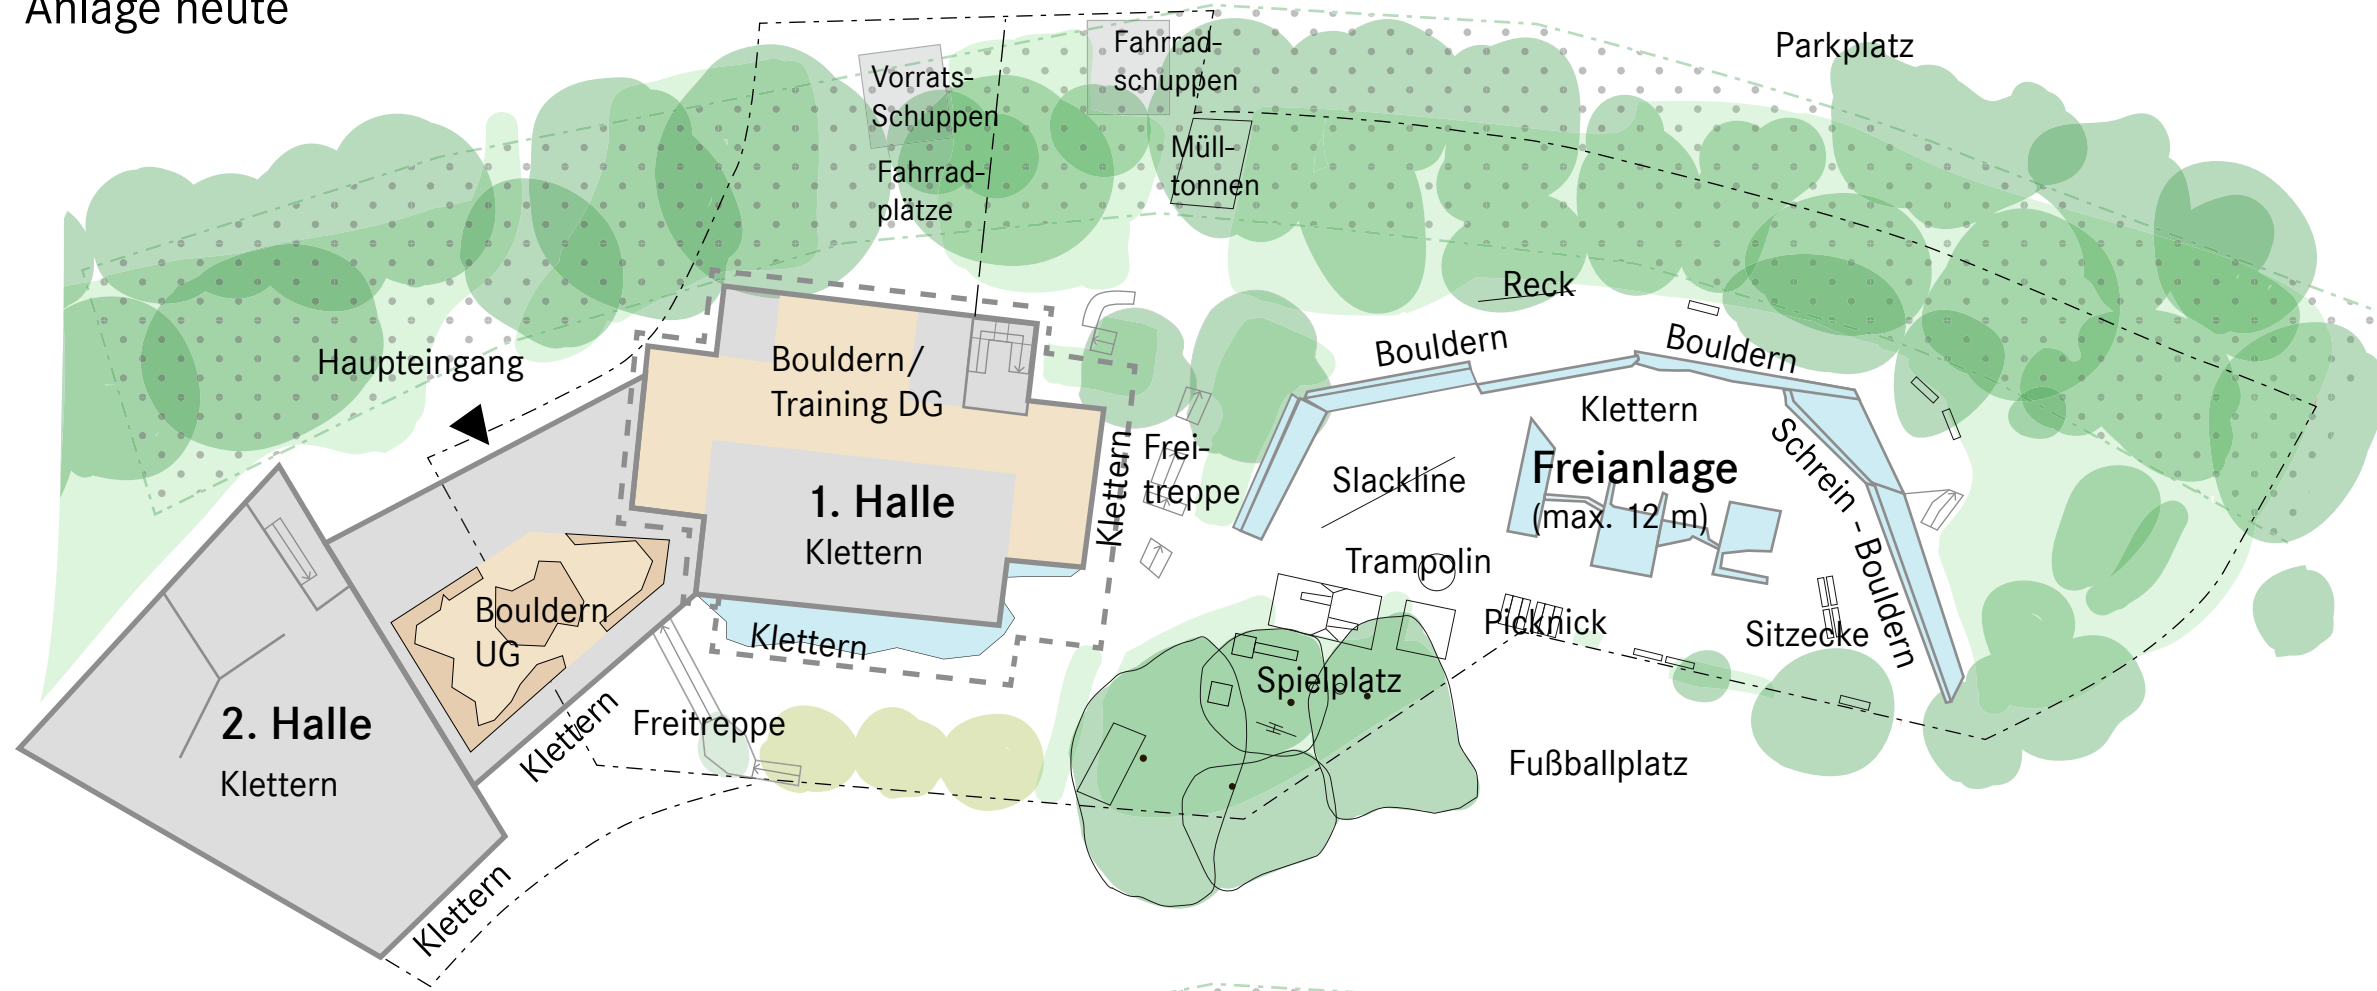 Anlage heute
Parkplatz
Fahrrad-
schuppen
Vorrats-
Schuppen
Müll-
tonnen
Fahrrad-
plätze
Reck
Bouldern
Bouldern
Haupteingang
Bouldern/
Training DG
Klettern
Klettern
Frei-
treppe
Slackline
Freianlage
(max. 12 m)
Schrein - Bouldern
1. Halle
Klettern
Trampolin
Bouldern
UG
Klettern
Picknick
Sitzecke
Spielplatz
2. Halle
Klettern
Klettern
Freitreppe
Fußballplatz
Klettern